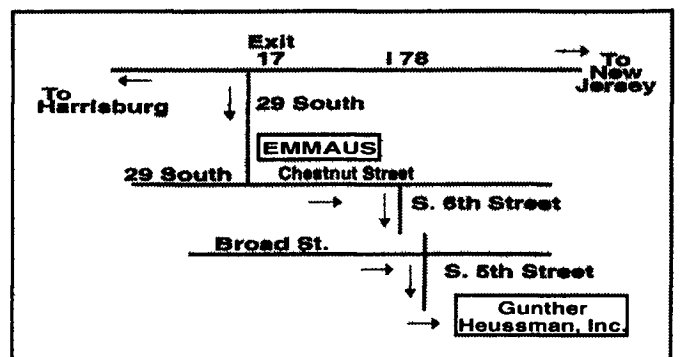 Exit
17
I 78
To
New
Jersey
To
Harrisburg
29 South
EMMAUS
29 South
Chestnut Street
S. 6th Street
Broad St.
S. 5th Street
Gunther
Heussman, Inc.